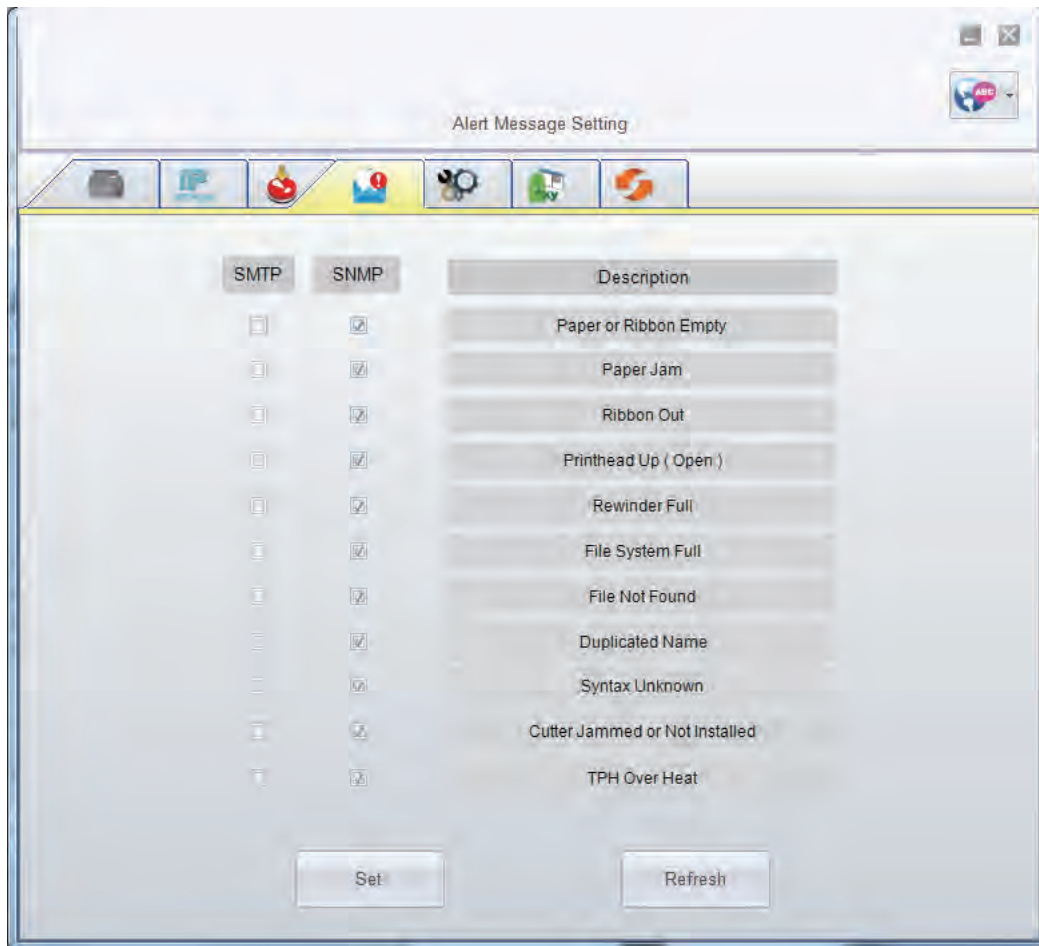 ABC
Alert Message Setting
IP
SMTP SNMP Description
Paper or Ribbon Empty
Paper Jam
Ribbon Out
Printhead Up ( Open )
Rewinder Full
File System Full
File Not Found
Duplicated Name
Syntax Unknown
Cutter Jammed or Not Installed
TPH Over Heat
Set Refresh